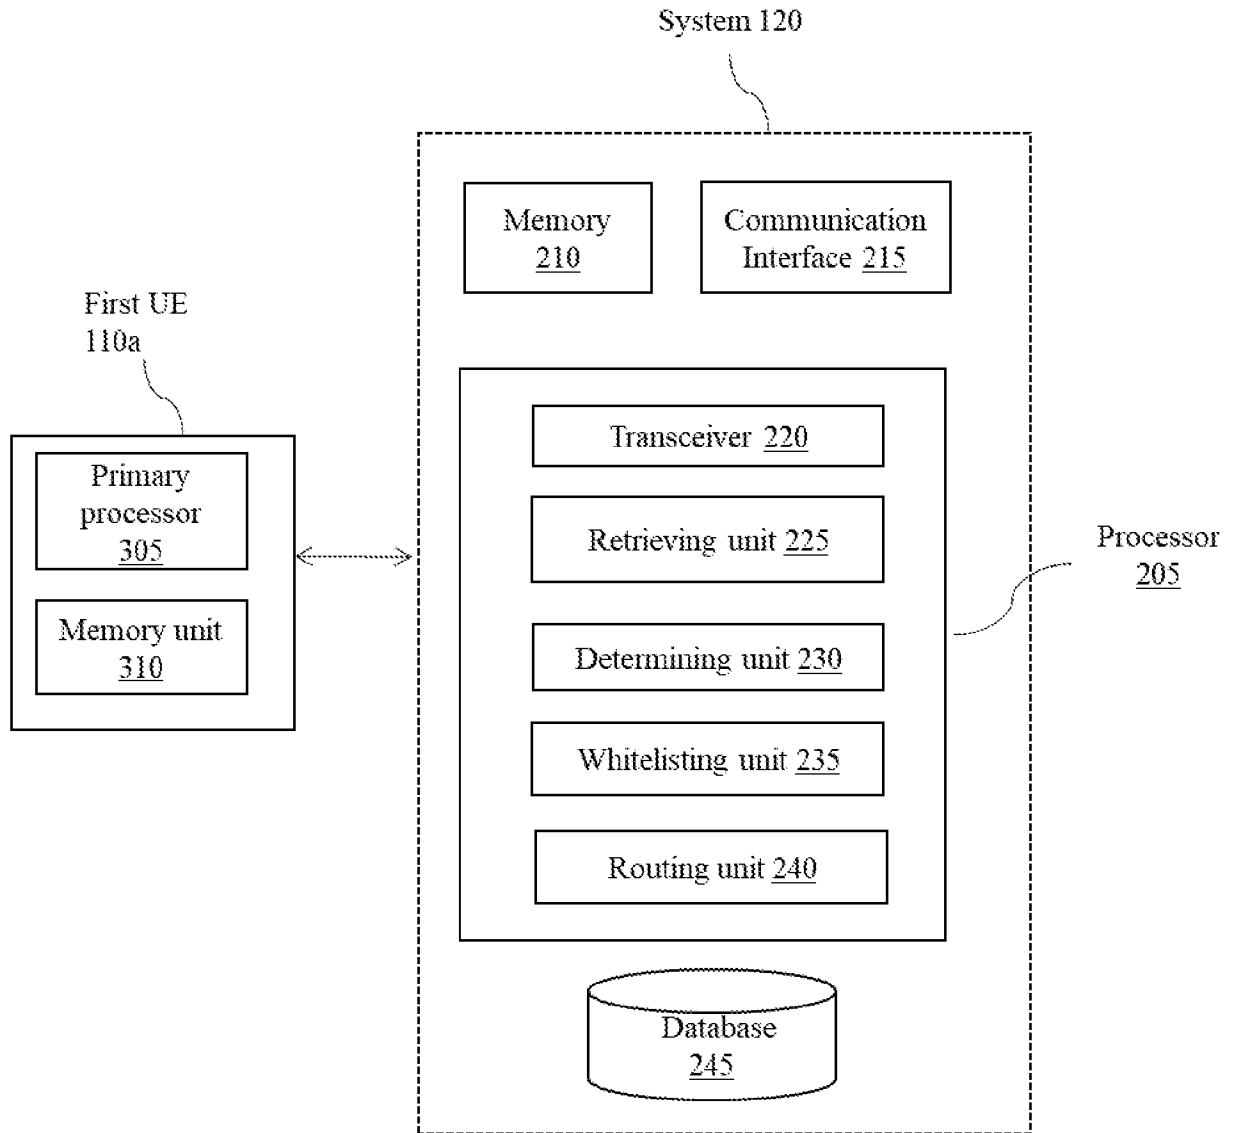 System 120
Memory
210
Communication
Interface 215
First UE
110a
Transceiver 220
Primary
processor
305
Retrieving unit 225
Processor
205
Memory unit
310
Determining unit 230
Whitelisting unit 235
Routing unit 240
Database
245